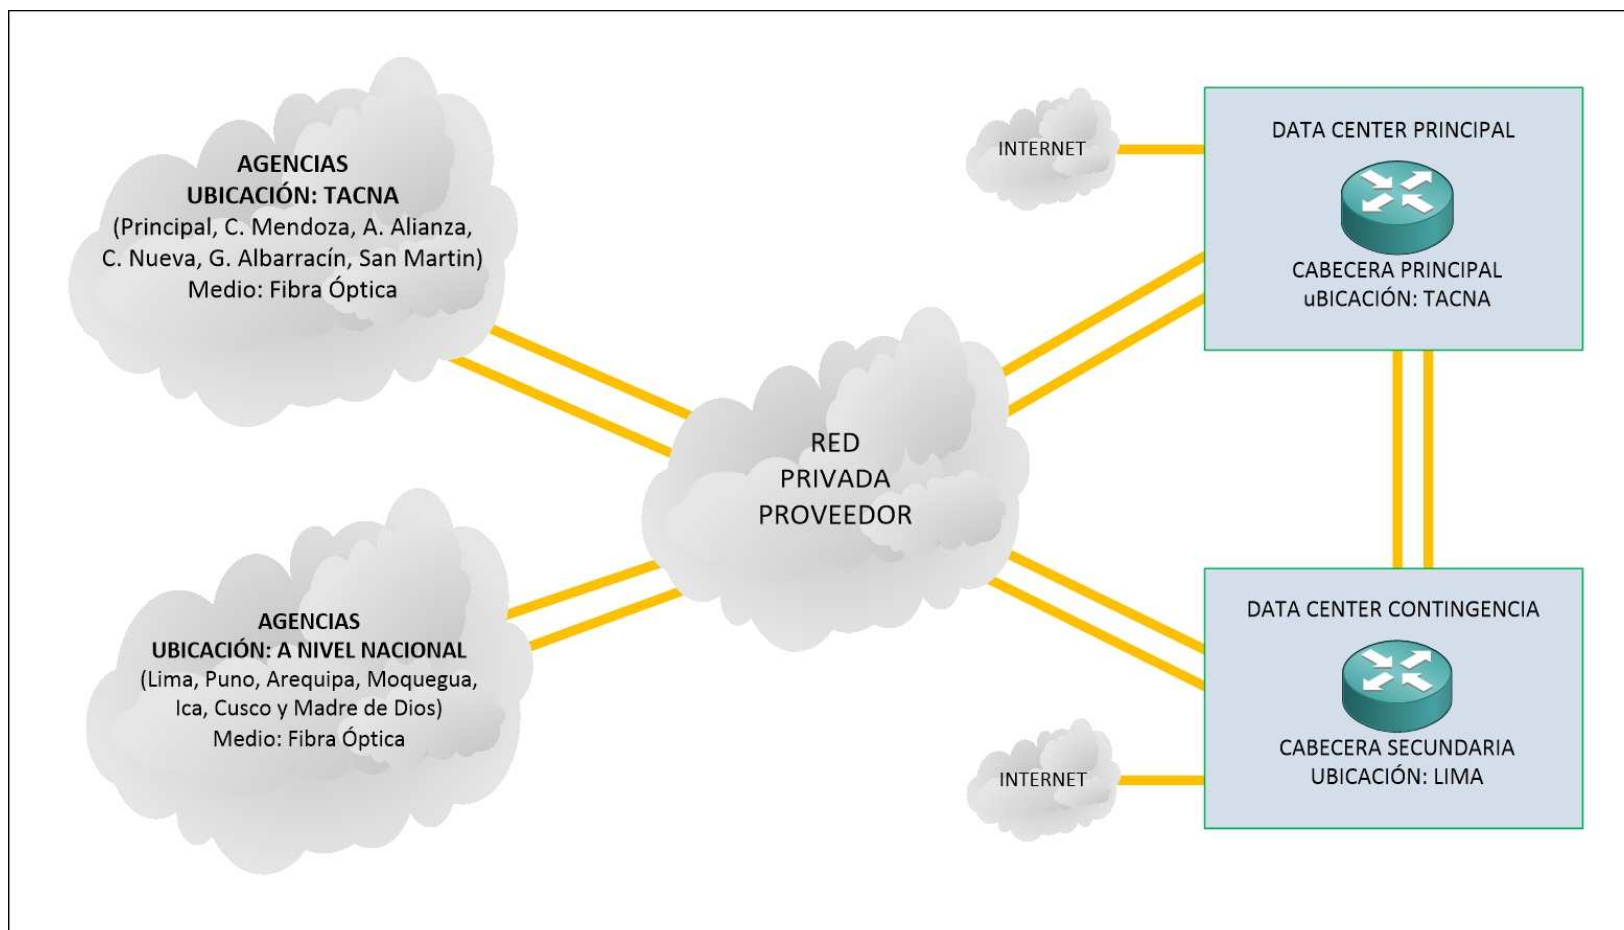 AGENCIAS
UBICACIÓN: TACNA
(Principal, C. Mendoza, A. Alianza,
C. Nueva, G. Albarracín, San Martin)
Medio: Fibra Óptica
AGENCIAS
UBICACIÓN: A NIVEL NACIONAL
(Lima, Puno, Arequipa, Moquegua,
Ica, Cusco y Madre de Dios)
Medio: Fibra Óptica
RED
PRIVADA
PROVEEDOR
INTERNET
DATA CENTER PRINCIPAL
CABECERA PRINCIPAL
uBICACIÓN: TACNA
DATA CENTER CONTINGENCIA
CABECERA SECUNDARIA
UBICACIÓN: LIMA
INTERNET